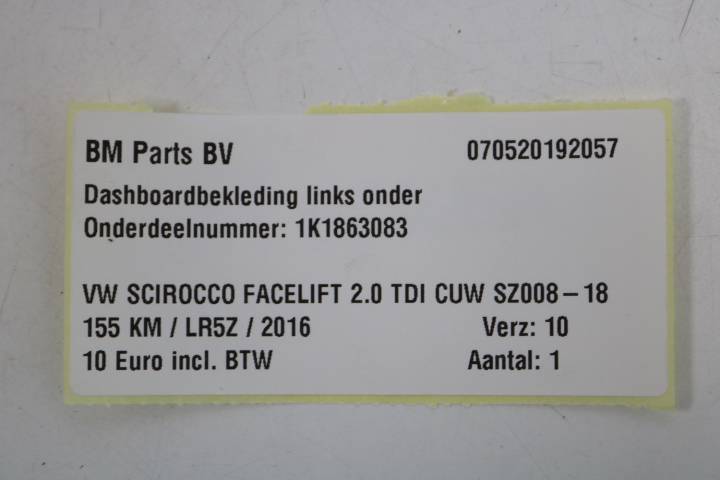 BM Parts BV 070520192057
Dashboardbekleding links onder
Onderdeelnummer: 1K1863083
VW SCIROCCO FACELIFT 2.0 TDI CUW SZ008-18
155 KM / LR5Z / 2016 Verz: 10
10 Euro incl. BTW Aantal: 1